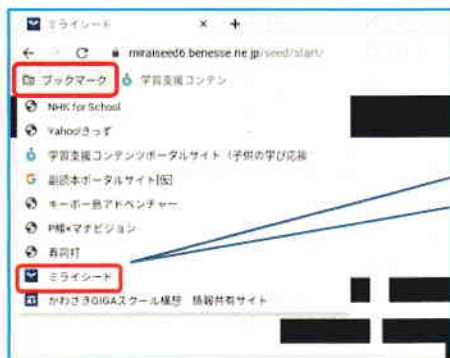 ミライシード
miraiseed6.benesse.ne.jp/seed/start/
ブックマーク 学習支援コンテン
NHK for School
Yahoo!きっず
学習支援コンテンツポータルサイト（子供の学び応援
副読本ポータルサイト[仮]
キーボー島アドベンチャー
P検×マナビジョン
寿司打
ミライシード
かわさきGIGAスクール構想 情報共有サイト